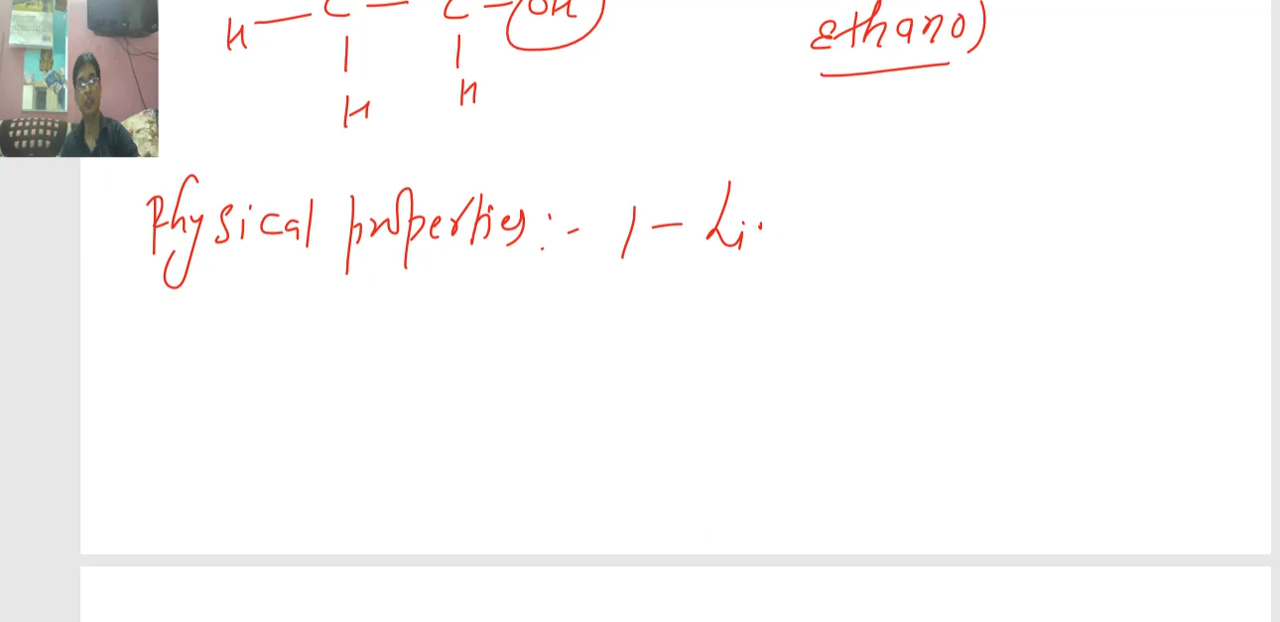 H — C — C — OH
ethanol
H
H
Physical properties:- 1 - Li